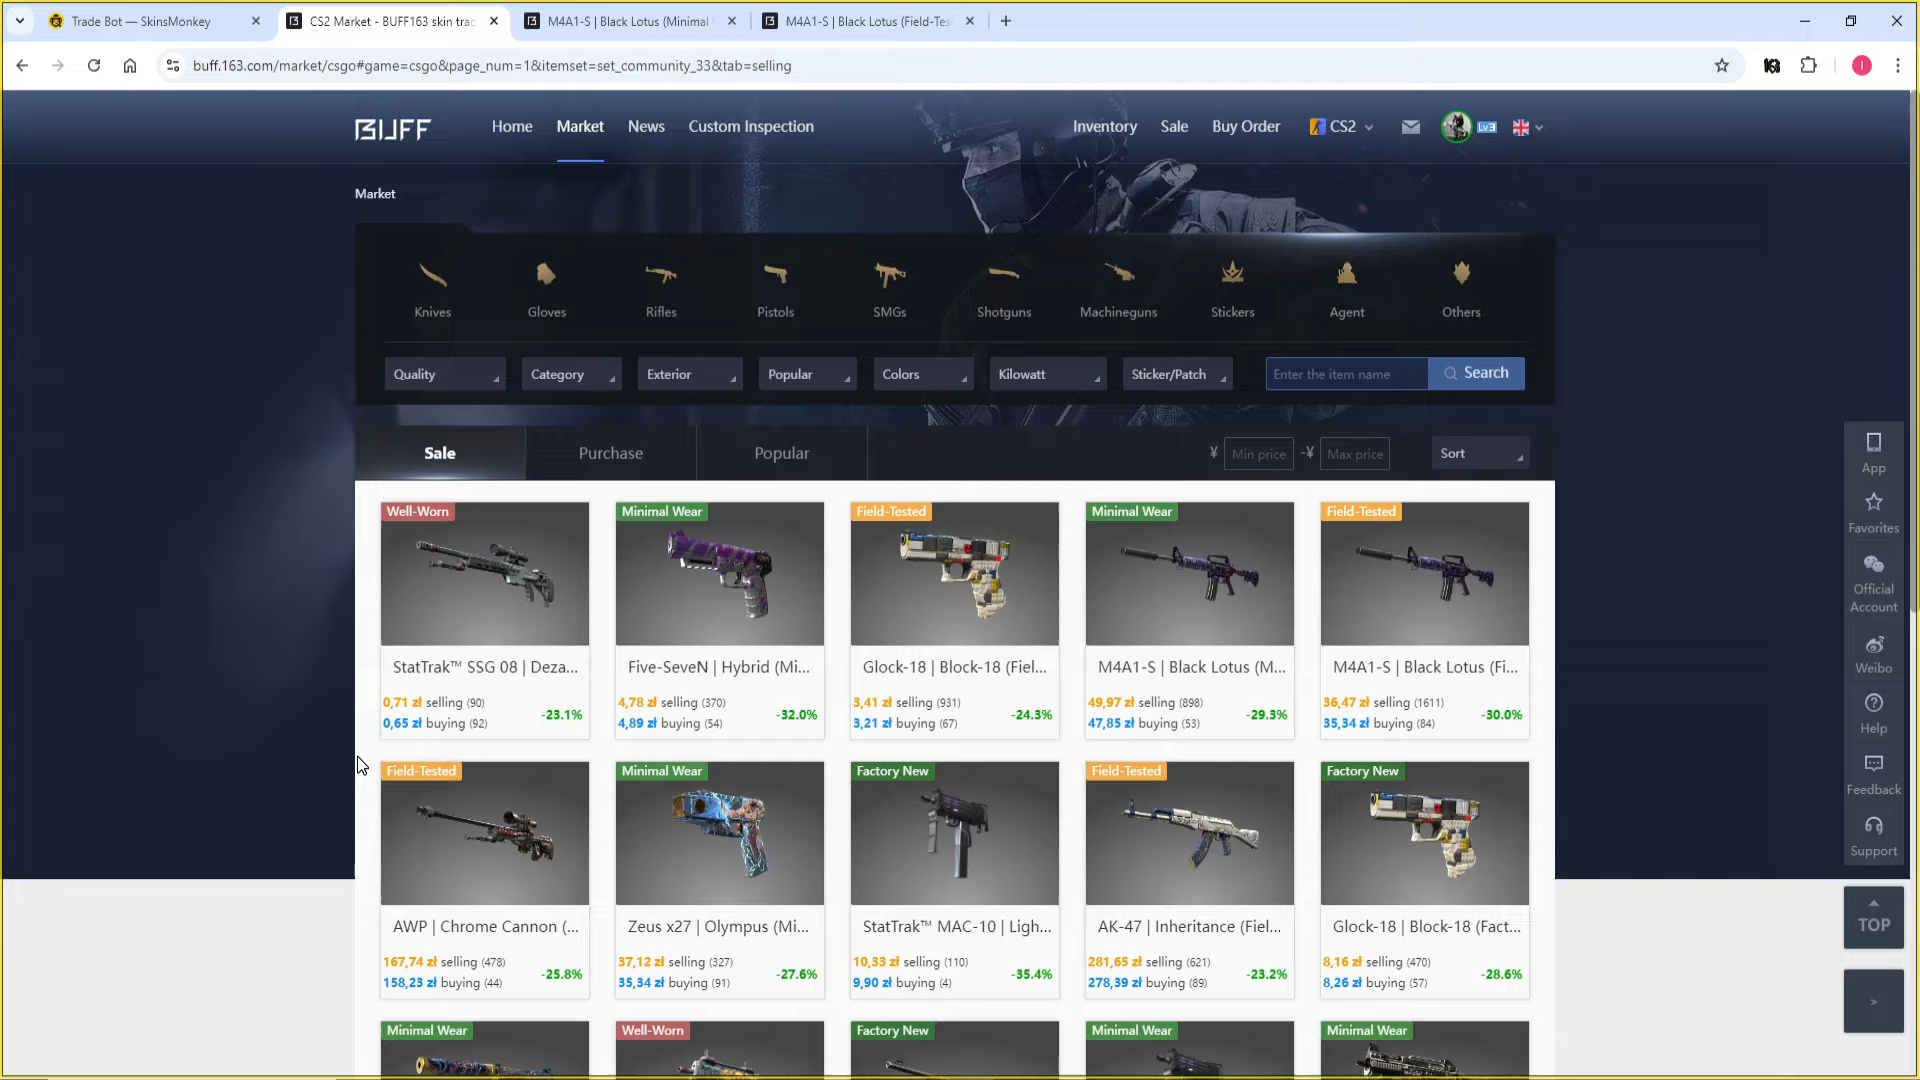 Trade Bot — SkinsMonkey
CS2 Market - BUFF163 skin trac
M4A1-S | Black Lotus (Minimal
M4A1-S | Black Lotus (Field-Tes
buff.163.com/market/csgo#game=csgo&page_num=1&itemset=set_community_33&tab=selling
BUFF
Home
Market
News
Custom Inspection
Inventory
Sale
Buy Order
CS2
Lv3
Market
Knives
Gloves
Rifles
Pistols
SMGs
Shotguns
Machineguns
Stickers
Agent
Others
Quality
Category
Exterior
Popular
Colors
Kilowatt
Sticker/Patch
Enter the item name
Search
Sale
Purchase
Popular
¥ Min price -¥ Max price
Sort
Well-Worn
Minimal Wear
Field-Tested
Minimal Wear
Field-Tested
StatTrak™ SSG 08 | Deza...
Five-SeveN | Hybrid (Mi...
Glock-18 | Block-18 (Fiel...
M4A1-S | Black Lotus (M...
M4A1-S | Black Lotus (Fi...
0,71 zł selling (90)
0,65 zł buying (92)
-23.1%
4,78 zł selling (370)
4,89 zł buying (54)
-32.0%
3,41 zł selling (931)
3,21 zł buying (67)
-24.3%
49,97 zł selling (898)
47,85 zł buying (53)
-29.3%
36,47 zł selling (1611)
35,34 zł buying (84)
-30.0%
Field-Tested
Minimal Wear
Factory New
Field-Tested
Factory New
AWP | Chrome Cannon (...
Zeus x27 | Olympus (Mi...
StatTrak™ MAC-10 | Ligh...
AK-47 | Inheritance (Fiel...
Glock-18 | Block-18 (Fact...
167,74 zł selling (478)
158,23 zł buying (44)
-25.8%
37,12 zł selling (327)
35,34 zł buying (91)
-27.6%
10,33 zł selling (110)
9,90 zł buying (4)
-35.4%
281,65 zł selling (621)
278,39 zł buying (89)
-23.2%
8,16 zł selling (470)
8,26 zł buying (57)
-28.6%
Minimal Wear
Well-Worn
Factory New
Minimal Wear
Minimal Wear
App
Favorites
Official
Account
Weibo
Help
Feedback
Support
TOP
>